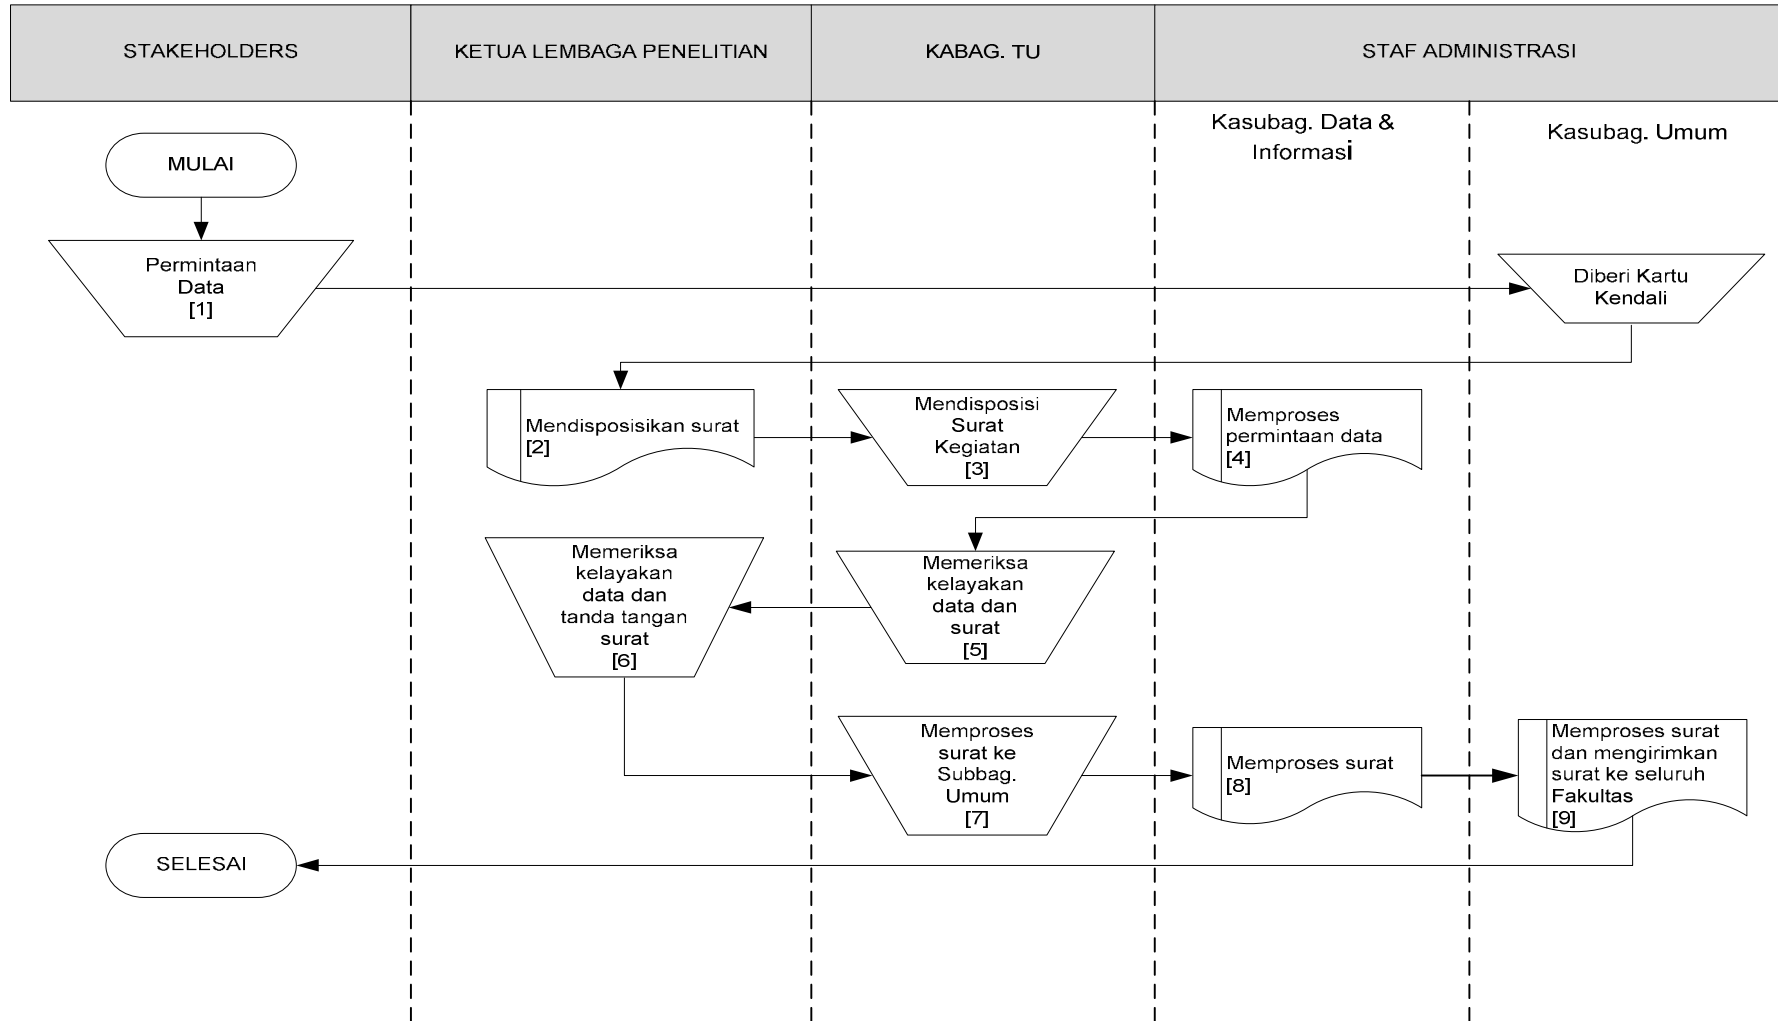 STAKEHOLDERS
KETUA LEMBAGA PENELITIAN
KABAG. TU
STAF ADMINISTRASI
Kasubag. Data &
Informasi
Kasubag. Umum
MULAI
Permintaan
Data
[1]
Diberi Kartu
Kendali
Mendisposisikan surat
[2]
Mendisposisi
Surat
Kegiatan
[3]
Memproses
permintaan data
[4]
Memeriksa
kelayakan
data dan
tanda tangan
surat
[6]
Memeriksa
kelayakan
data dan
surat
[5]
Memproses
surat ke
Subbag.
Umum
[7]
Memproses surat
[8]
Memproses surat
dan mengirimkan
surat ke seluruh
Fakultas
[9]
SELESAI